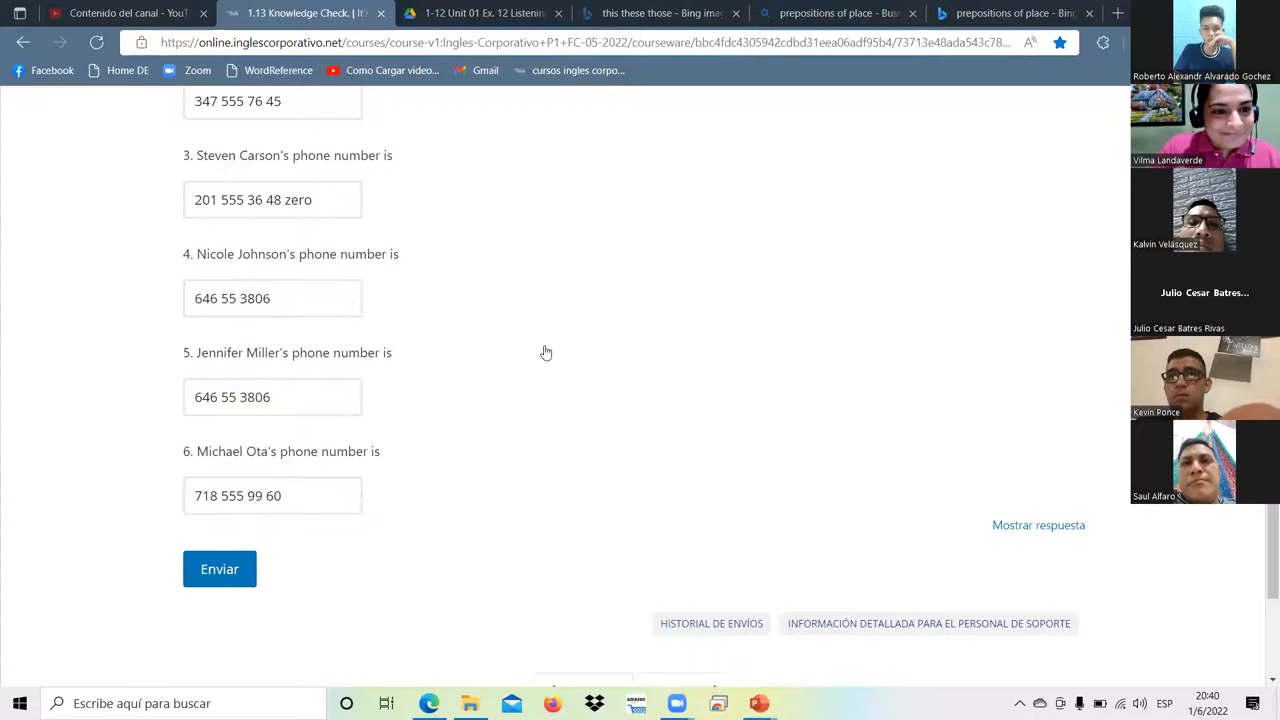 Contenido del canal - YouT
1.13 Knowledge Check | It
1-12 Unit 01 Ex. 12 Listenin
this these those - Bing ima
prepositions of place - Bus
prepositions of place - Bing
https://online.inglescorporativo.net/courses/course-v1:Ingles-Corporativo+P1+FC-05-2022/courseware/bbc4fdc4305942cdbd31eea06adf95b4/73713e48ada543c78...
Facebook
Home DE
Zoom
WordReference
Como Cargar video...
Gmail
cursos ingles corpo...
347 555 76 45
3. Steven Carson's phone number is
201 555 36 48 zero
4. Nicole Johnson's phone number is
646 55 3806
5. Jennifer Miller's phone number is
646 55 3806
6. Michael Ota's phone number is
718 555 99 60
Mostrar respuesta
Enviar
HISTORIAL DE ENVÍOS
INFORMACIÓN DETALLADA PARA EL PERSONAL DE SOPORTE
Roberto Alexandr Alvarado Gochez
Vilma Landaverde
Kalvin Velásquez
Julio Cesar Batres...
Julio Cesar Batres Rivas
Kevin Ponce
Saul Alfaro
Escribe aquí para buscar
amazon
ESP
20:40
1/6/2022